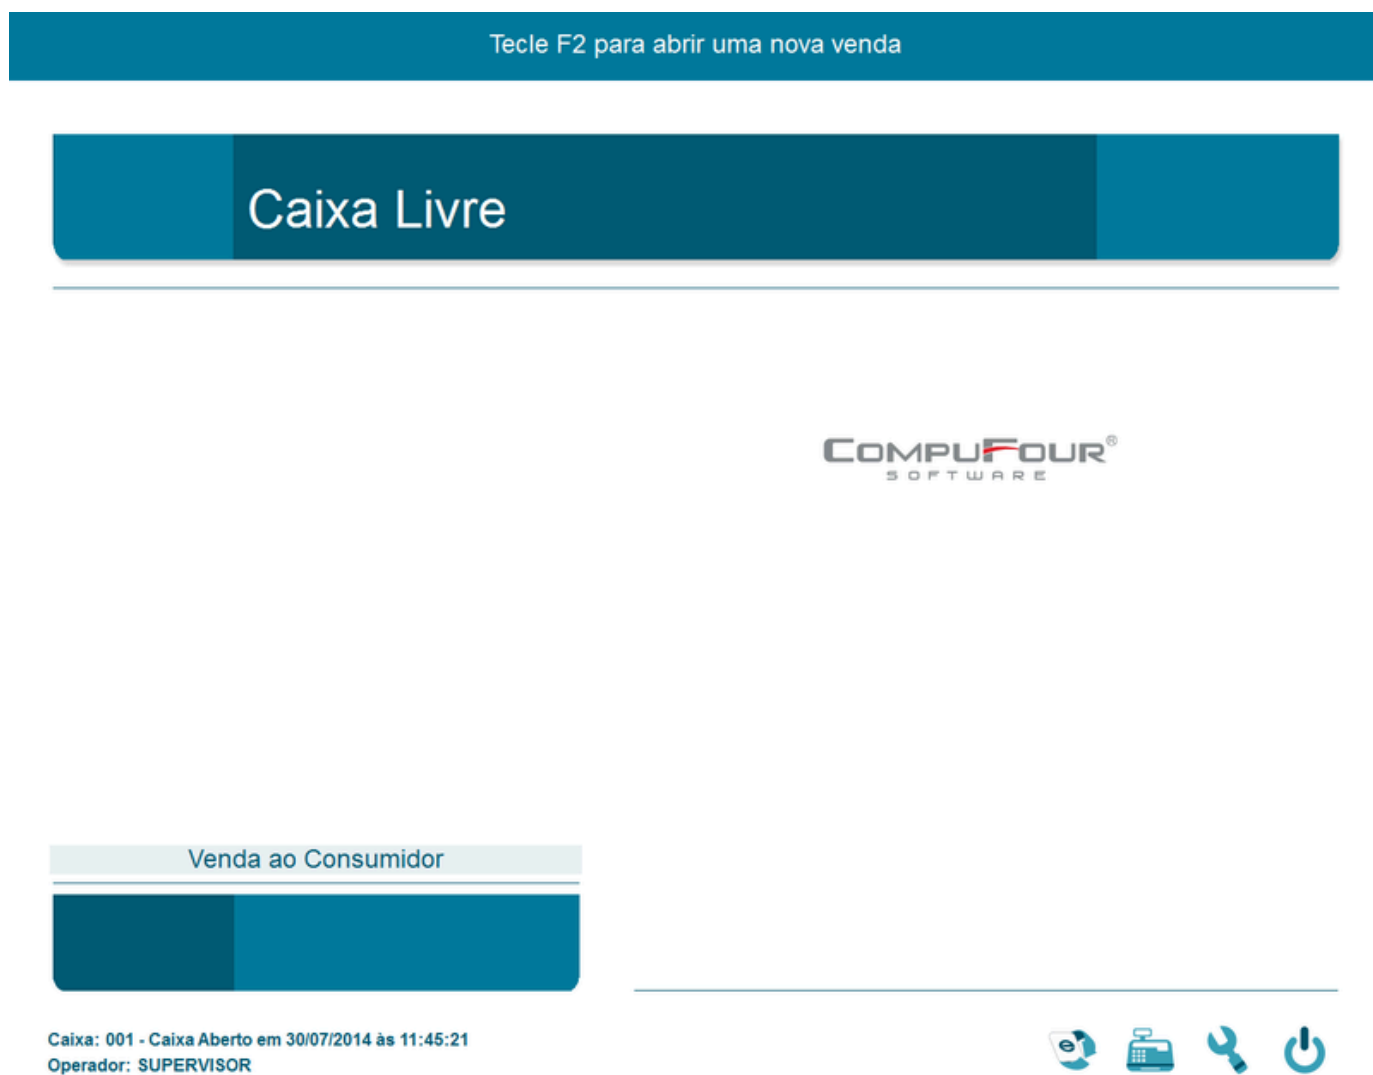 Tecle F2 para abrir uma nova venda
Caixa Livre
COMPUFOUR®
SOFTWARE
Venda ao Consumidor
Caixa: 001 - Caixa Aberto em 30/07/2014 às 11:45:21
Operador: SUPERVISOR
e